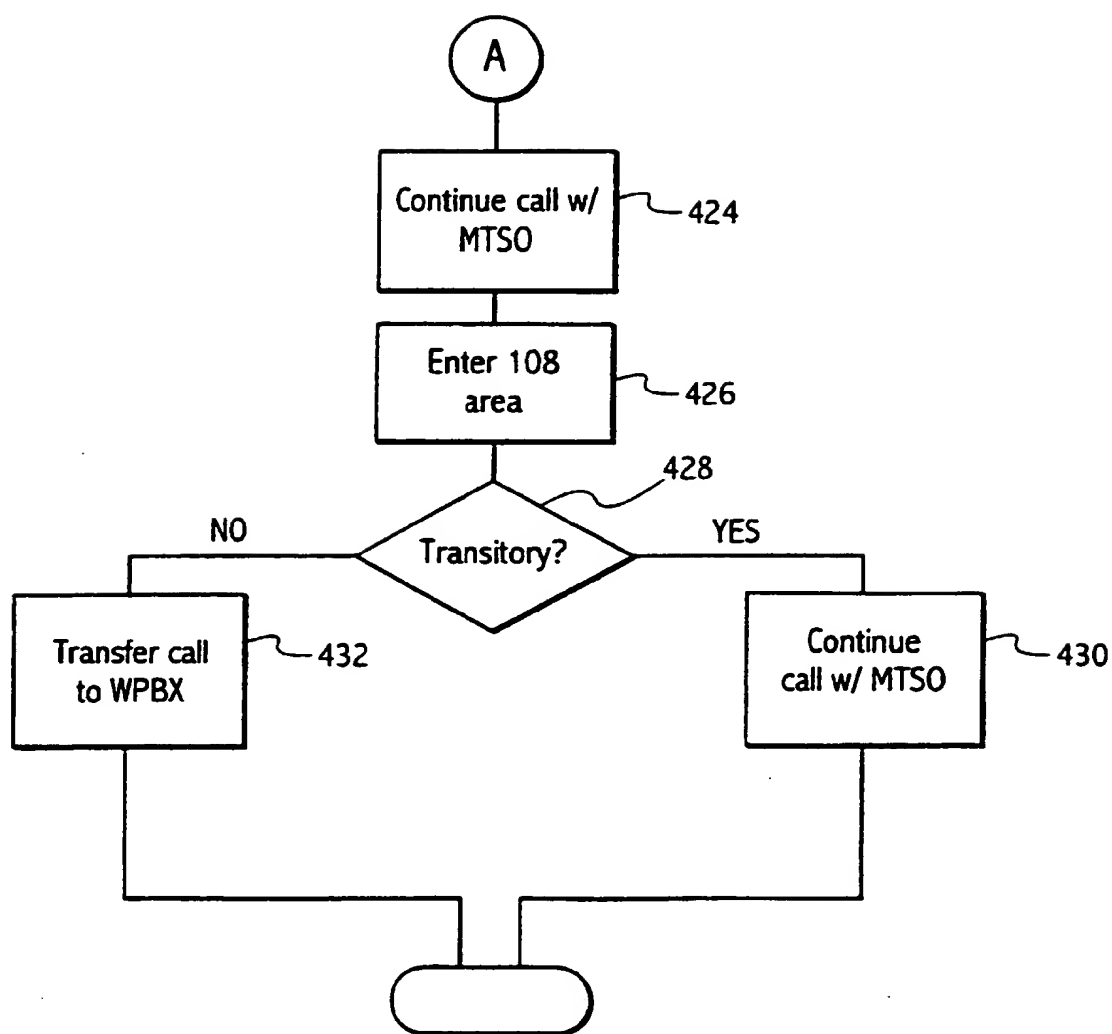 A
Continue call w/
MTSO
424
Enter 108
area
426
428
NO
Transitory?
YES
Transfer call
to WPBX
432
Continue
call w/ MTSO
430